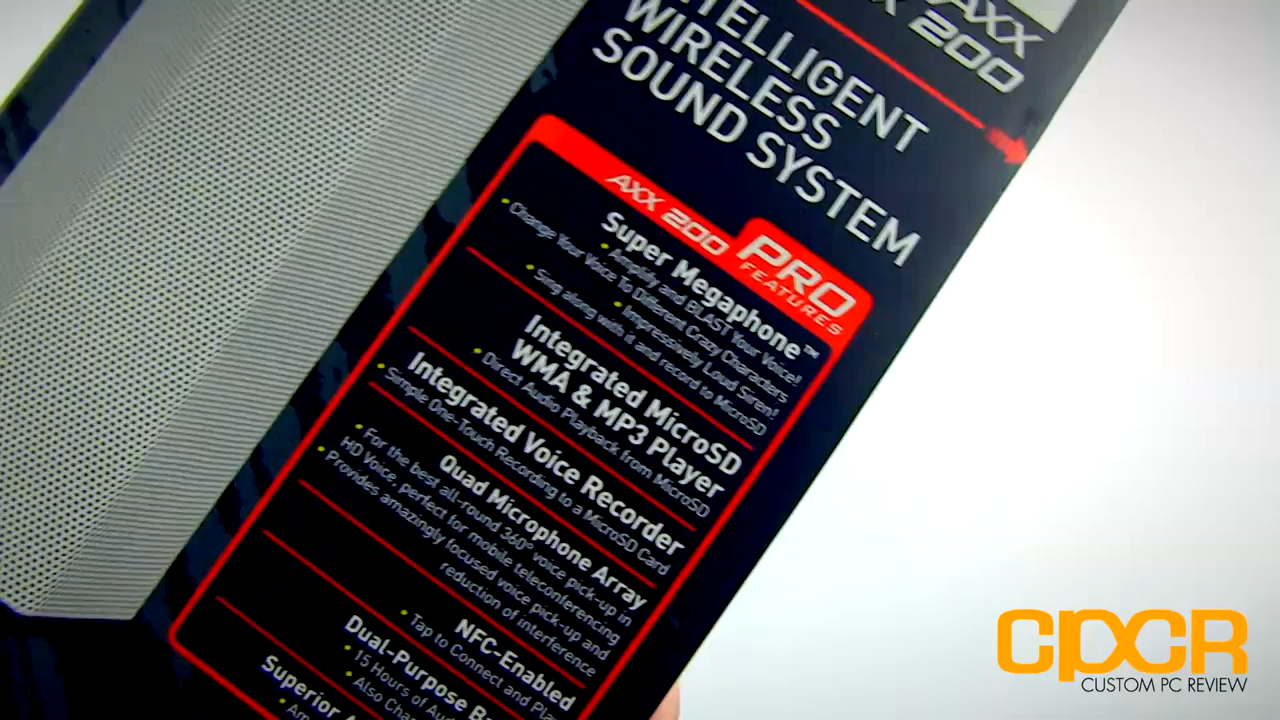 AXX
200
INTELLIGENT
WIRELESS
SOUND SYSTEM
AXX 200 PRO
FEATURES
Super Megaphone™
• Amplify and BLAST Your Voice!
• Change Your Voice To Different Crazy Characters
• Impressively Loud Siren!
• Sing along with it and record to MicroSD
Integrated MicroSD
WMA & MP3 Player
• Direct Audio Playback from MicroSD
Integrated Voice Recorder
• Simple One-Touch Recording to a MicroSD Card
Quad Microphone Array
• For the best all-round 360° voice pick-up in
HD Voice, perfect for mobile teleconferencing
• Provides amazingly focused voice pick-up and
reduction of interference
NFC-Enabled
• Tap to Connect and
Dual-Purpose
• 15 Hours of
• Also
Superior
CPCR
CUSTOM PC REVIEW